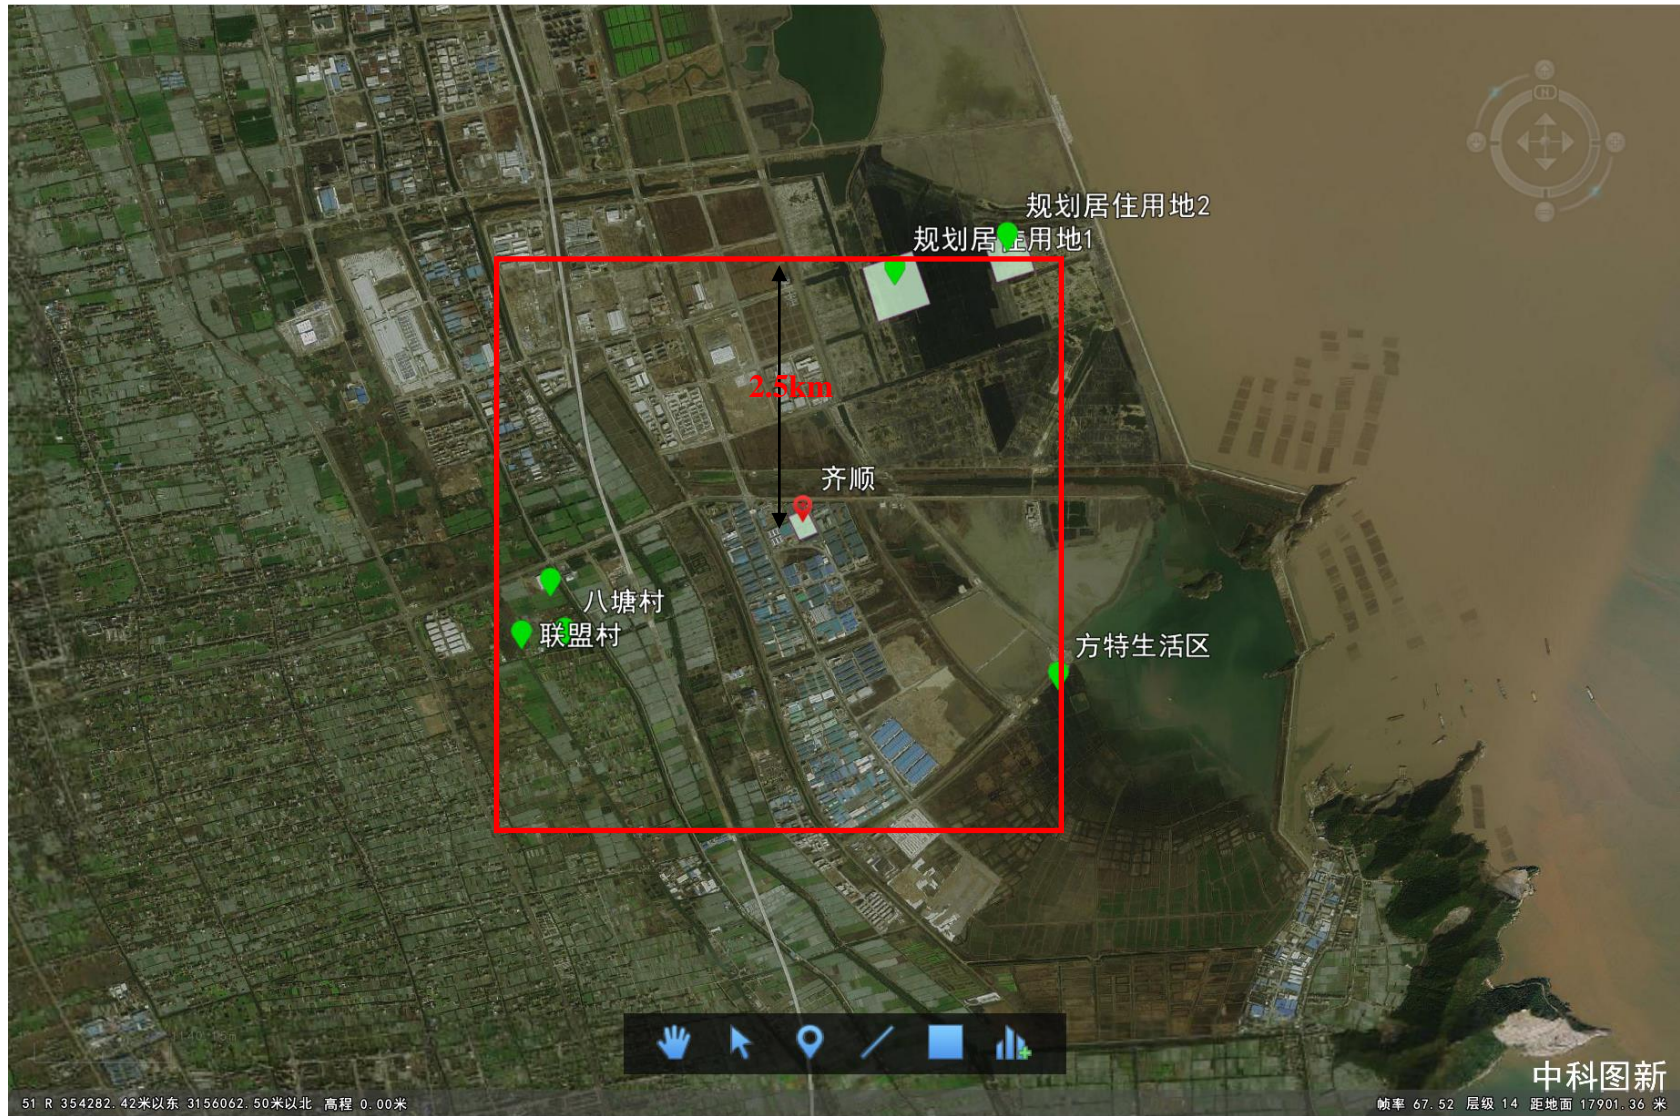 规划居住用地2
规划居住用地1
2.5km
齐顺
八塘村
联盟村
方特生活区
中科图新
51 R 354282.42米以东 3156062.50米以北 高程 0.00米
帧率 67.52 层级 14 距地面 17901.36 米